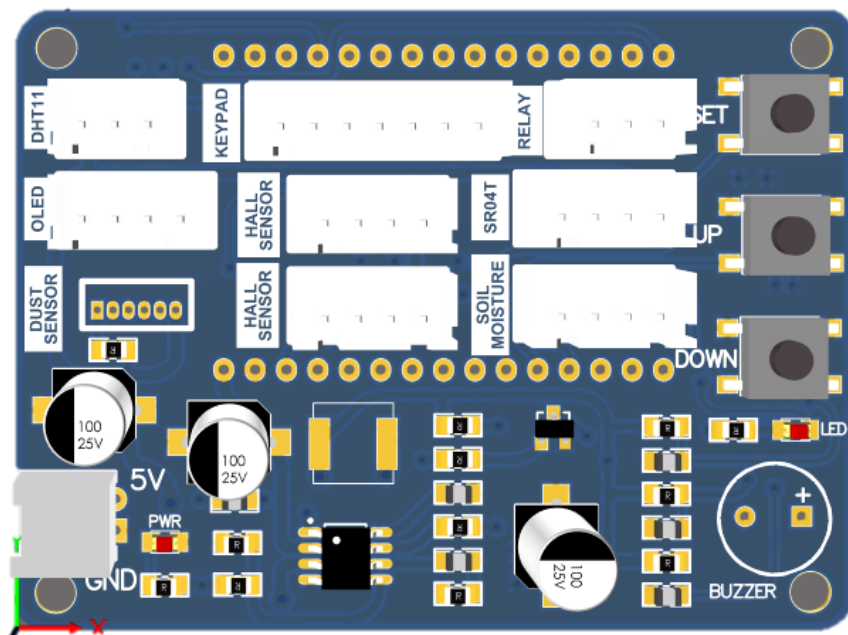 DHT11
KEYPAD
RELAY
SET
OLED
HALL
SENSOR
SR04T
UP
DUST
SENSOR
HALL
SENSOR
SOIL
MOISTURE
DOWN
100
25V
100
25V
LED
5V
PWR
+
100
25V
GND
BUZZER
X